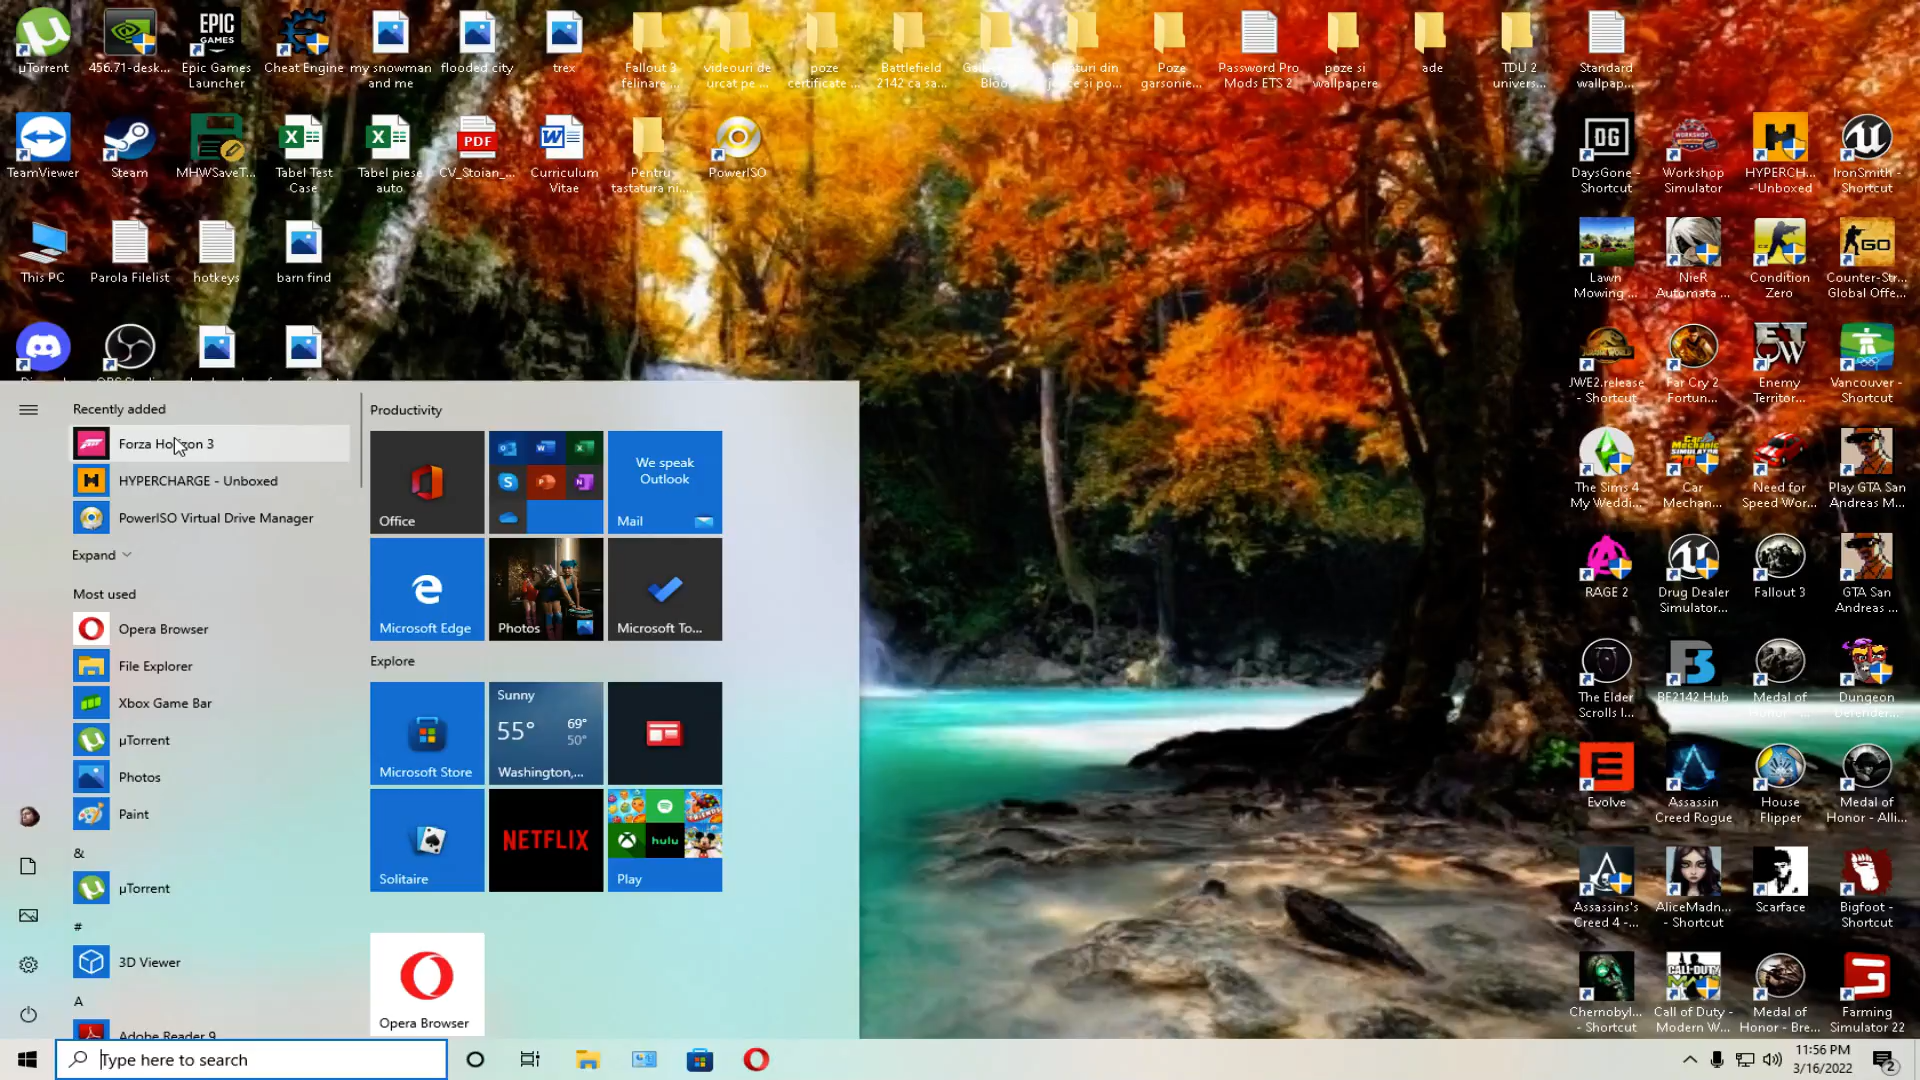 µTorrent
456.71-desk...
Epic Games
Launcher
Cheat Engine
my snowman
and me
flooded city
trex
Fallout 3
felinare ...
videouri de
urcat pe ...
poze
certificate ...
Battlefield
2142 ca sa...
Poze
garsonie...
Password Pro
Mods ETS 2
poze si
wallpapere
ade
TDU 2
univers...
Standard
wallpap...
TeamViewer
Steam
MHWSaveT...
Tabel Test
Case
Tabel piese
auto
PDF
CV_Stoian_...
Curriculum
Vitae
Pentru
tastatura ni...
PowerISO
DaysGone -
Shortcut
Workshop
Simulator
HYPERCH...
- Unboxed
IronSmith -
Shortcut
This PC
Parola Filelist
hotkeys
barn find
Lawn
Mowing ...
NieR
Automata ...
Condition
Zero
Counter-Str...
Global Offe...
JWE2.release
- Shortcut
Far Cry 2
Fortun...
Enemy
Territor...
Vancouver -
Shortcut
Recently added
Forza Horizon 3
HYPERCHARGE - Unboxed
PowerISO Virtual Drive Manager
Expand
Most used
Opera Browser
File Explorer
Xbox Game Bar
µTorrent
Photos
Paint
&
µTorrent
#
3D Viewer
A
Adobe Reader 9
Productivity
Office
We speak
Outlook
Mail
Microsoft Edge
Photos
Microsoft To...
Explore
Microsoft Store
Sunny
55°
69°
50°
Washington,...
Solitaire
NETFLIX
hulu
Play
Opera Browser
The Sims 4
My Weddi...
Car
Mechan...
Need for
Speed Wor...
Play GTA San
Andreas M...
RAGE 2
Drug Dealer
Simulator...
Fallout 3
GTA San
Andreas ...
The Elder
Scrolls I...
BF2142 Hub
Medal of
Honor - ...
Dungeon
Defender...
Evolve
Assassin
Creed Rogue
House
Flipper
Medal of
Honor - Alli...
Assassins's
Creed 4 -...
AliceMadn...
- Shortcut
Scarface
Bigfoot -
Shortcut
Chernobyl...
- Shortcut
Call of Duty -
Modern W...
Medal of
Honor - Bre...
Farming
Simulator 22
Type here to search
11:56 PM
3/16/2022
2